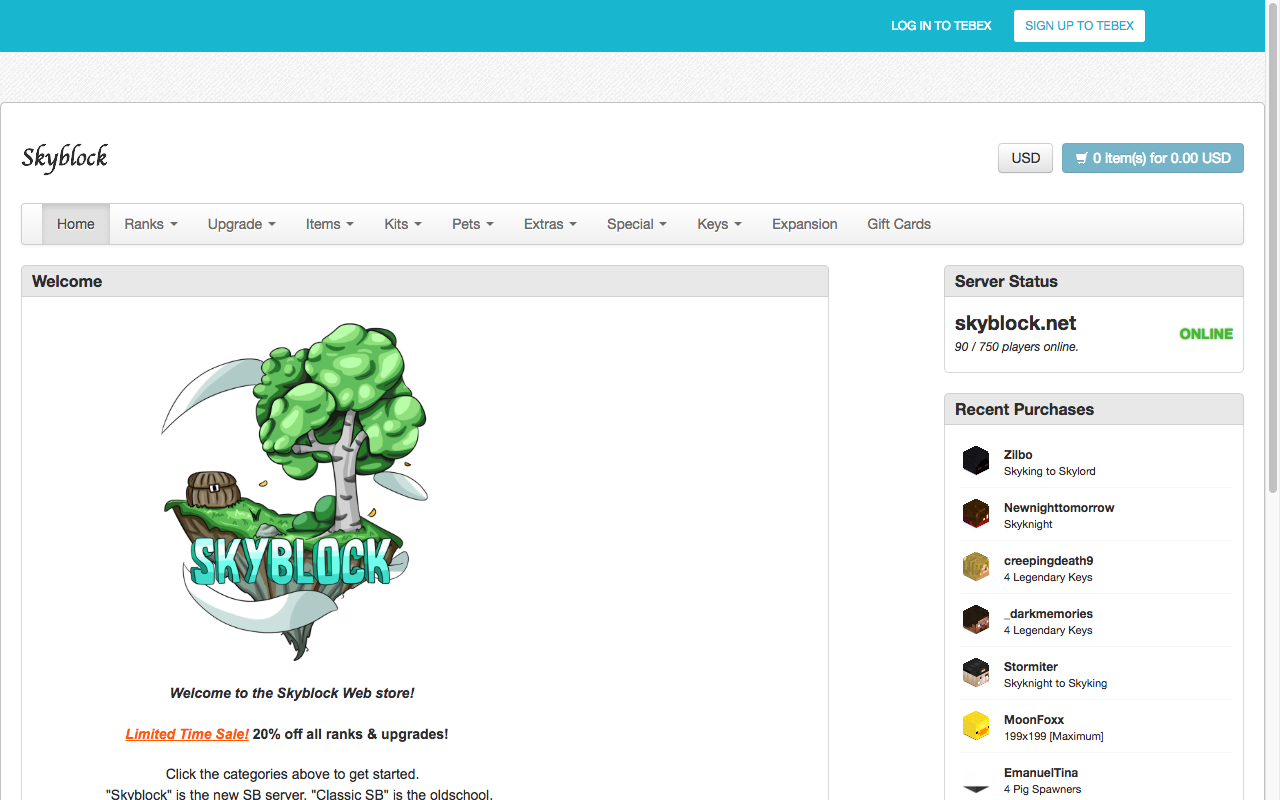 LOG IN TO TEBEX
SIGN UP TO TEBEX
Skyblock
USD
0 item(s) for 0.00 USD
Home
Ranks
Upgrade
Items
Kits
Pets
Extras
Special
Keys
Expansion
Gift Cards
Welcome
SKYBLOCK
Welcome to the Skyblock Web store!
Limited Time Sale! 20% off all ranks & upgrades!
Click the categories above to get started.
"Skyblock" is the new SB server. "Classic SB" is the oldschool.
Server Status
skyblock.net
90 / 750 players online.
ONLINE
Recent Purchases
Zilbo
Skyking to Skylord
Newnighttomorrow
Skyknight
creepingdeath9
4 Legendary Keys
_darkmemories
4 Legendary Keys
Stormiter
Skyknight to Skyking
MoonFoxx
199x199 [Maximum]
EmanuelTina
4 Pig Spawners